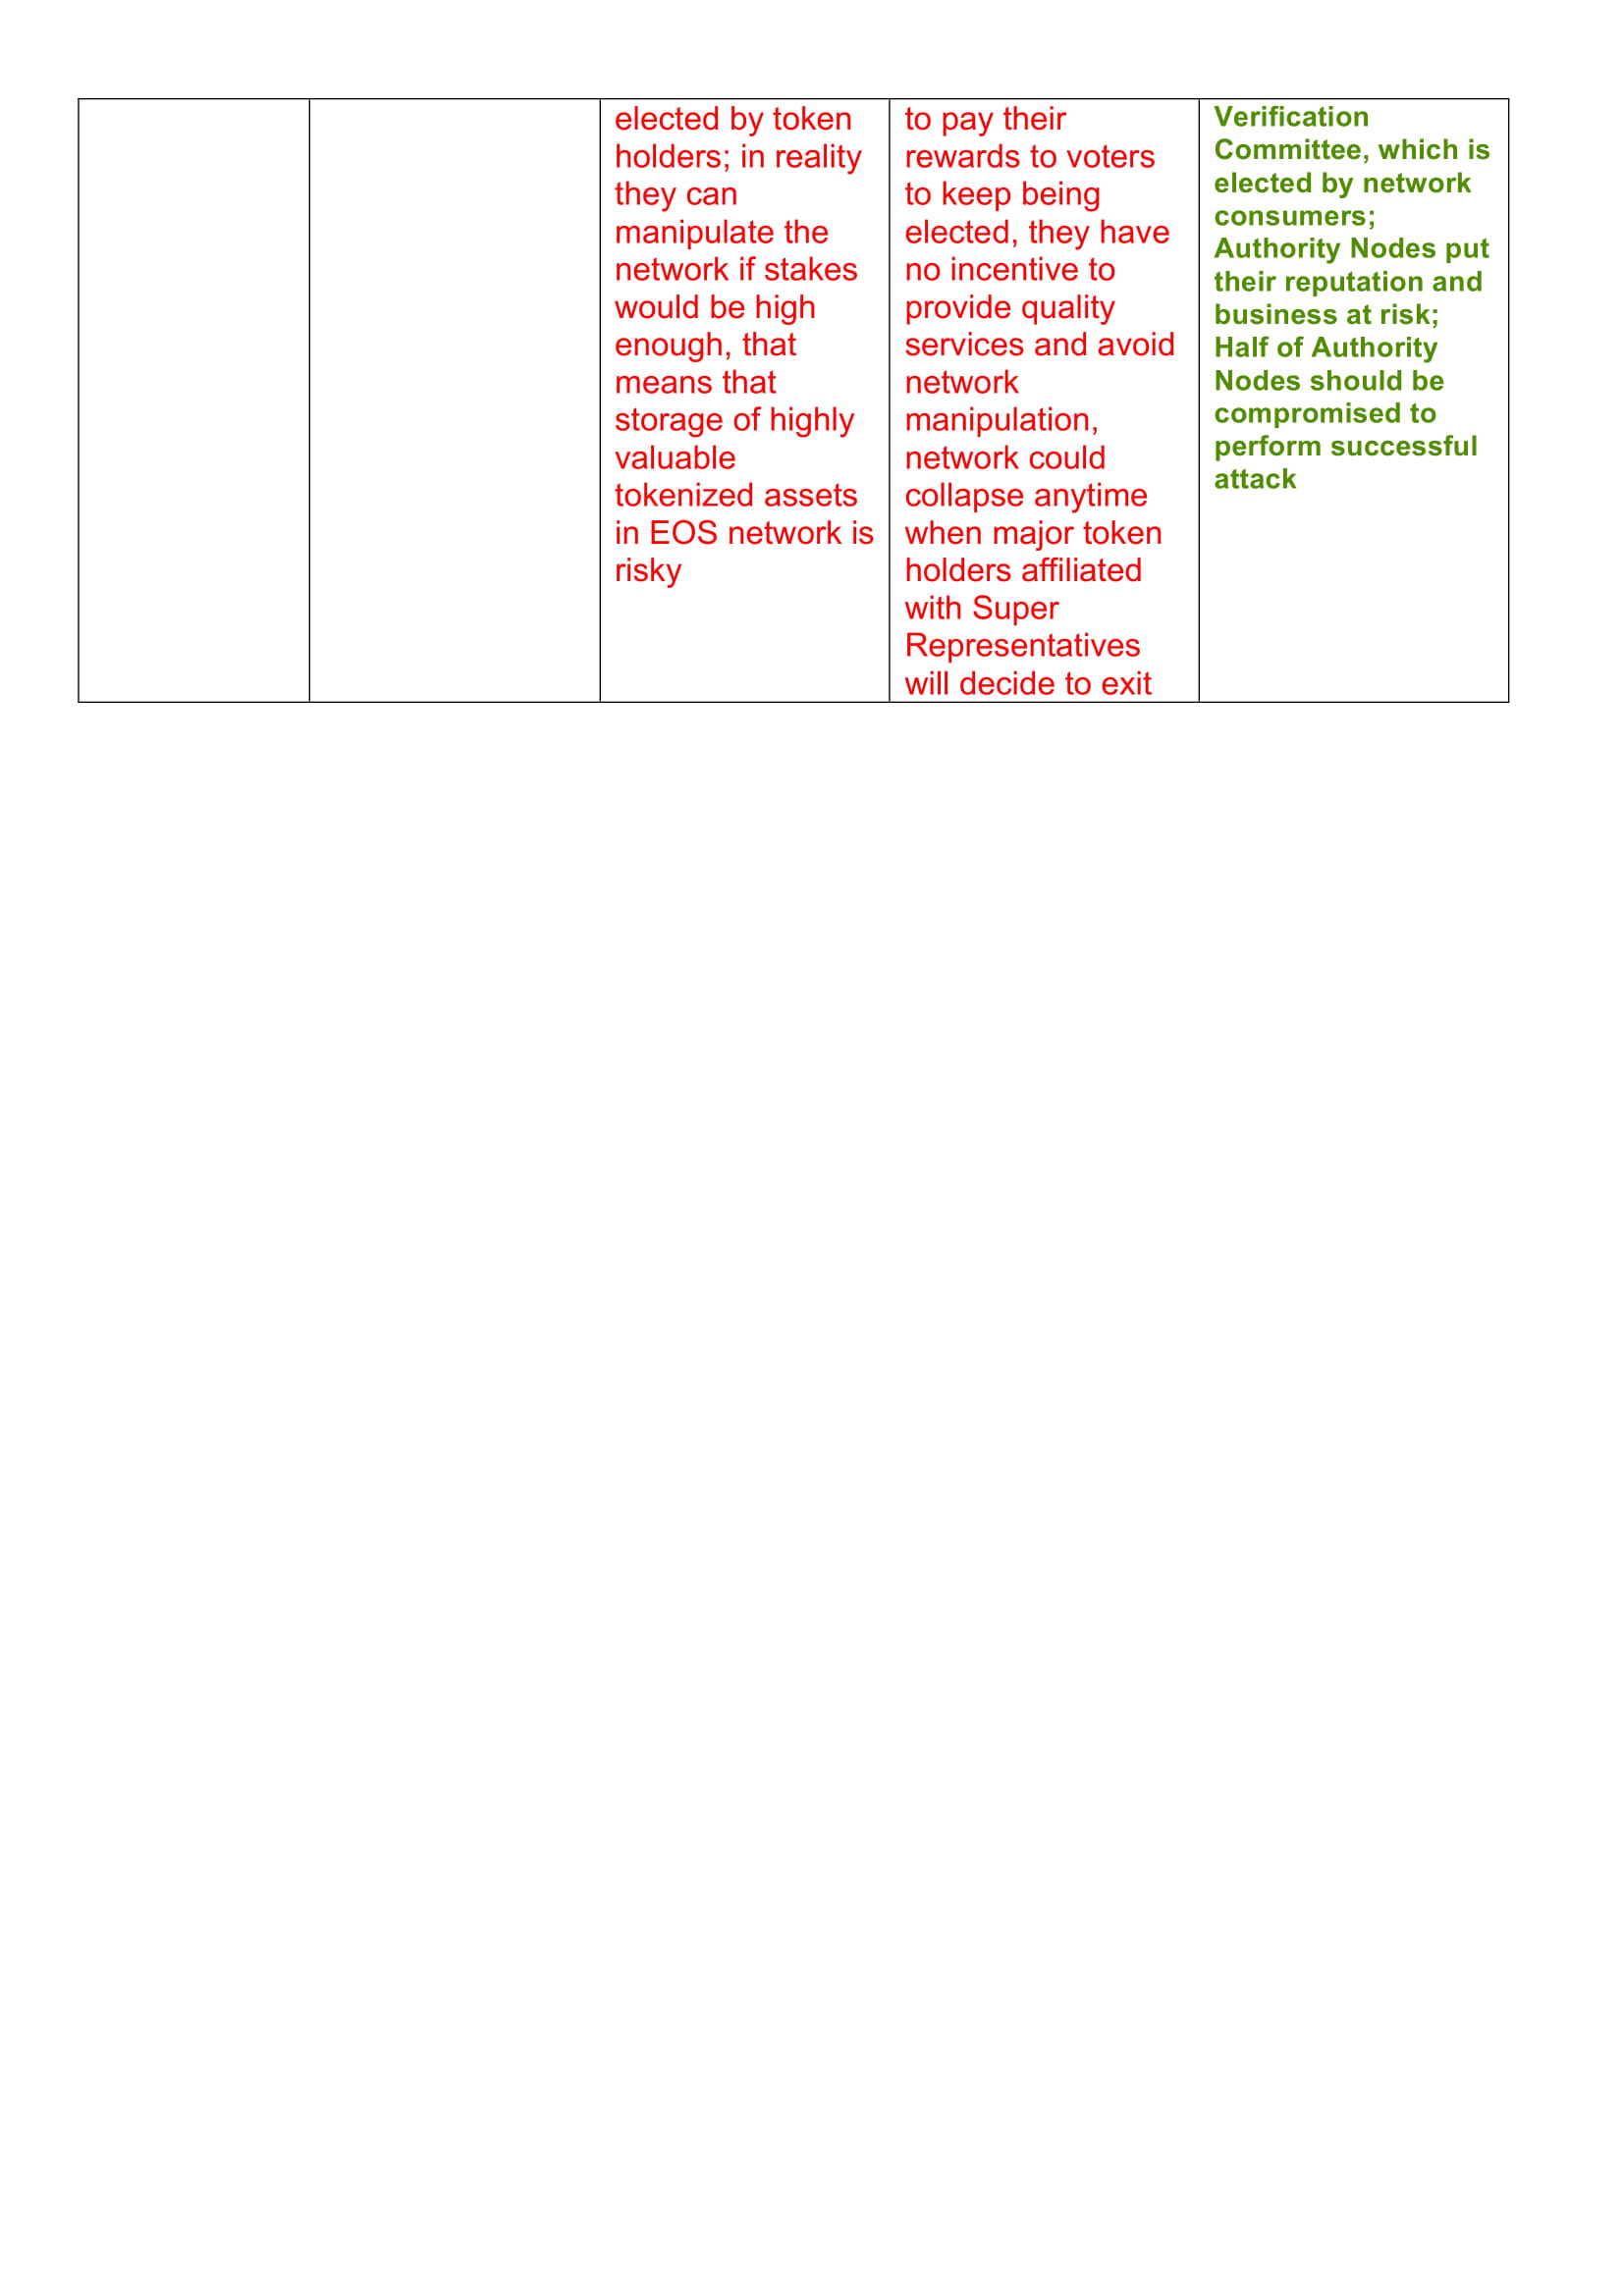 elected by token
holders; in reality
they can
manipulate the
network if stakes
would be high
enough, that
means that
storage of highly
valuable
tokenized assets
in EOS network is
risky
to pay their
rewards to voters
to keep being
elected, they have
no incentive to
provide quality
services and avoid
network
manipulation,
network could
collapse anytime
when major token
holders affiliated
with Super
Representatives
will decide to exit
Verification
Committee, which is
elected by network
consumers;
Authority Nodes put
their reputation and
business at risk;
Half of Authority
Nodes should be
compromised to
perform successful
attack